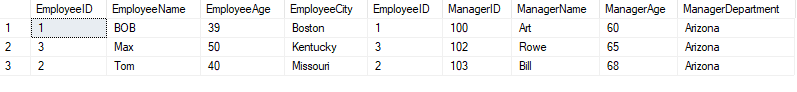 EmployeeID EmployeeName EmployeeAge EmployeeCity EmployeeID ManagerID ManagerName ManagerAge ManagerDepartment
1 1 BOB 39 Boston 1 100 Art 60 Arizona
2 3 Max 50 Kentucky 3 102 Rowe 65 Arizona
3 2 Tom 40 Missouri 2 103 Bill 68 Arizona